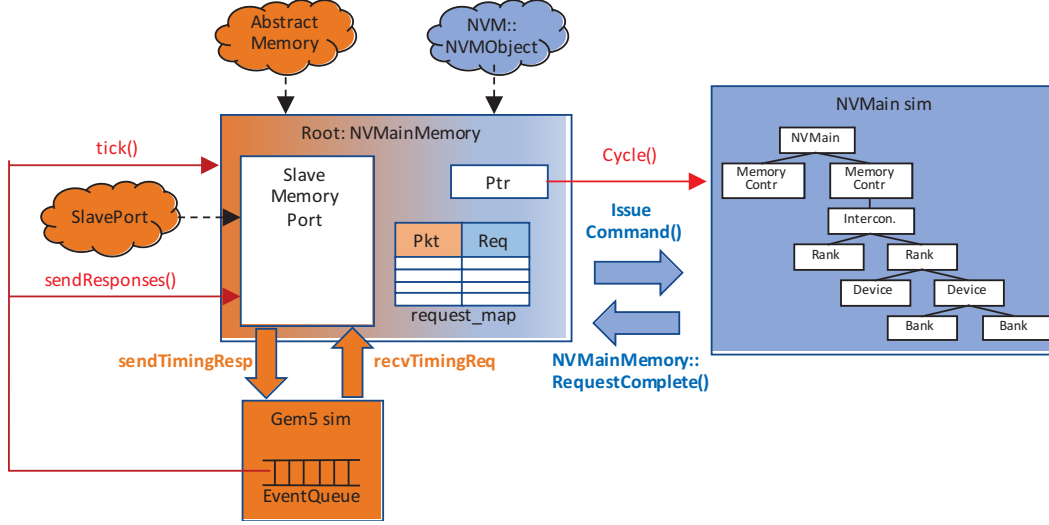 Abstract
Memory
NVM::
NVMObject
Root: NVMainMemory
NVMain sim
tick()
Slave
Memory
Port
Ptr
Cycle()
NVMain
Memory
Contr
Memory
Contr
SlavePort
Pkt
Req
Issue
Command()
Intercon.
Rank
Rank
sendResponses()
Device
Device
request_map
Bank
Bank
sendTimingResp
recvTimingReq
NVMainMemory::
RequestComplete()
Gem5 sim
EventQueue